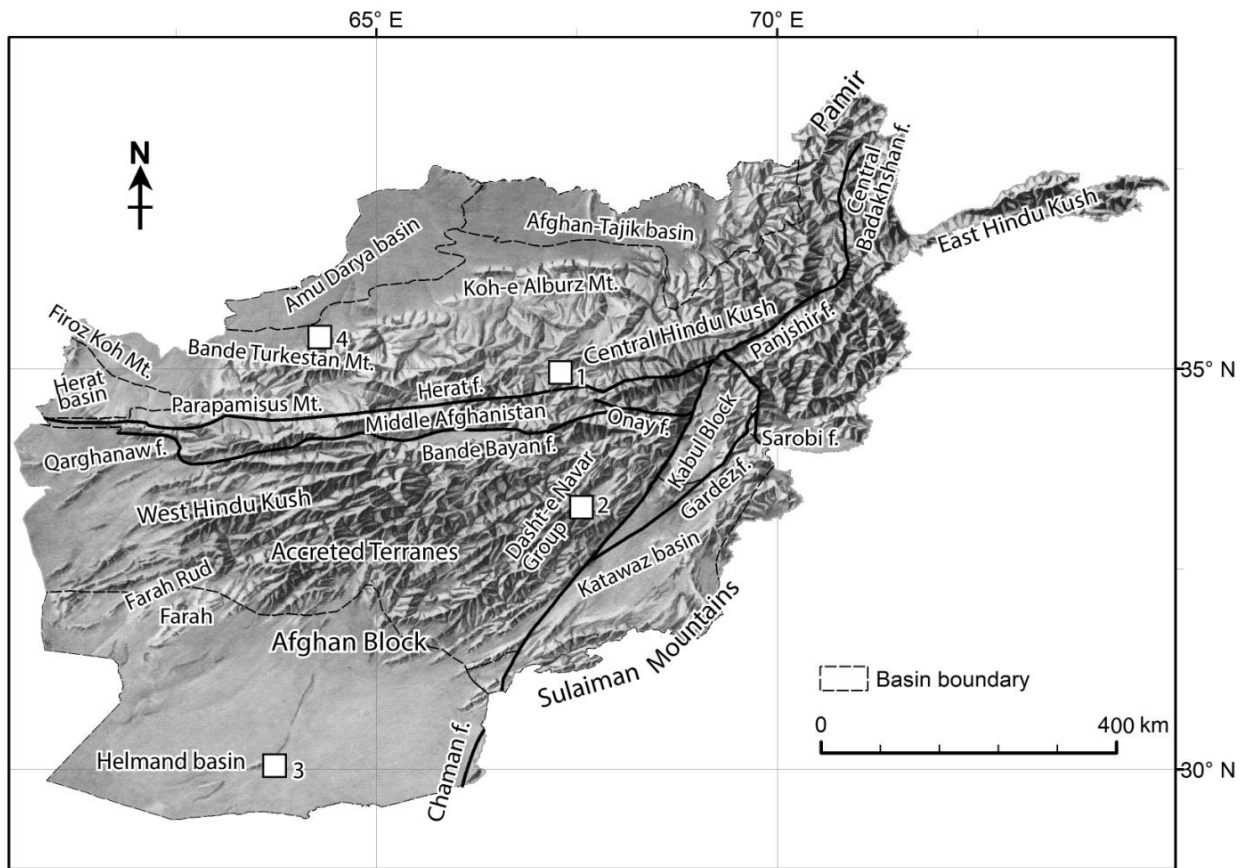 65° E
70° E
N
Pamir
Central
Badakhshan f.
East Hindu Kush
Afghan-Tajik basin
Amu Darya basin
Koh-e Alburz Mt.
Firoz Koh Mt.
4
Bande Turkestan Mt.
Central Hindu Kush
Panjshir f.
1
35° N
Herat
basin
Herat f.
Parapamisus Mt.
Middle Afghanistan
Onay f.
Kabul Block
Sarobi f.
Qarghanaw f.
Bande Bayan f.
Gardez f.
West Hindu Kush
Dasht-e Navar
Group
2
Accreted Terranes
Katawaz basin
Farah Rud
Farah
Afghan Block
Sulaiman Mountains
Basin boundary
0
400 km
Helmand basin
3
Chaman f.
30° N